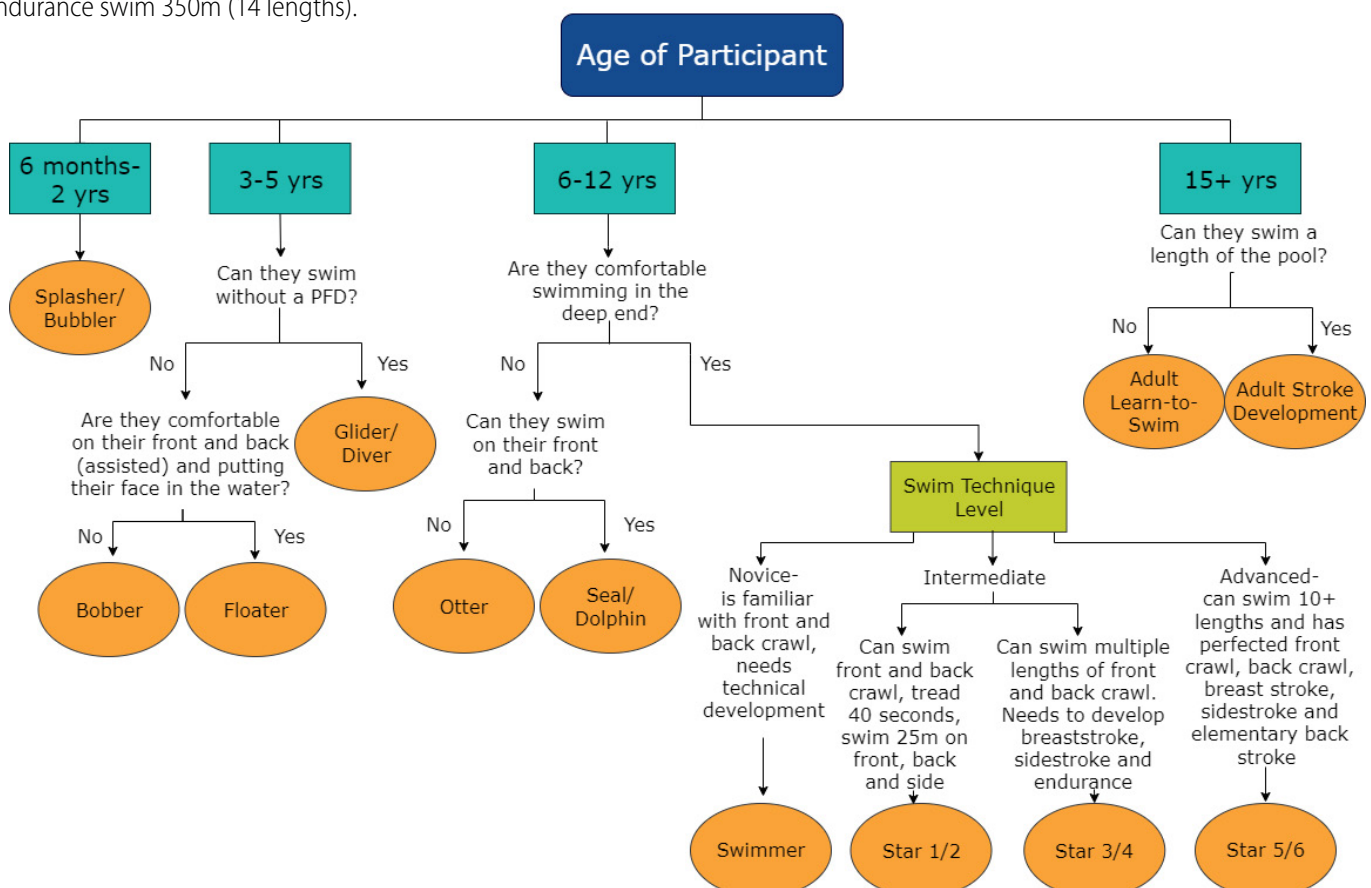 endurance swim 350m (14 lengths).
Age of Participant
6 months-
2 yrs
3-5 yrs
6-12 yrs
15+ yrs
Splasher/
Bubbler
Can they swim
without a PFD?
No
Yes
Are they comfortable
on their front and back
(assisted) and putting
their face in the water?
Glider/
Diver
No
Yes
Bobber
Floater
Are they comfortable
swimming in the
deep end?
No
Yes
Can they swim
on their front
and back?
No
Yes
Otter
Seal/
Dolphin
Swim Technique
Level
Novice-
is familiar
with front and
back crawl,
needs
technical
development
Swimmer
Intermediate
Can swim
front and back
crawl, tread
40 seconds,
swim 25m on
front, back
and side
Star 1/2
Can swim multiple
lengths of front
and back crawl.
Needs to develop
breaststroke,
sidestroke and
endurance
Star 3/4
Advanced-
can swim 10+
lengths and has
perfected front
crawl, back crawl,
breast stroke,
sidestroke and
elementary back
stroke
Star 5/6
Can they swim a
length of the pool?
No
Yes
Adult
Learn-to-
Swim
Adult Stroke
Development